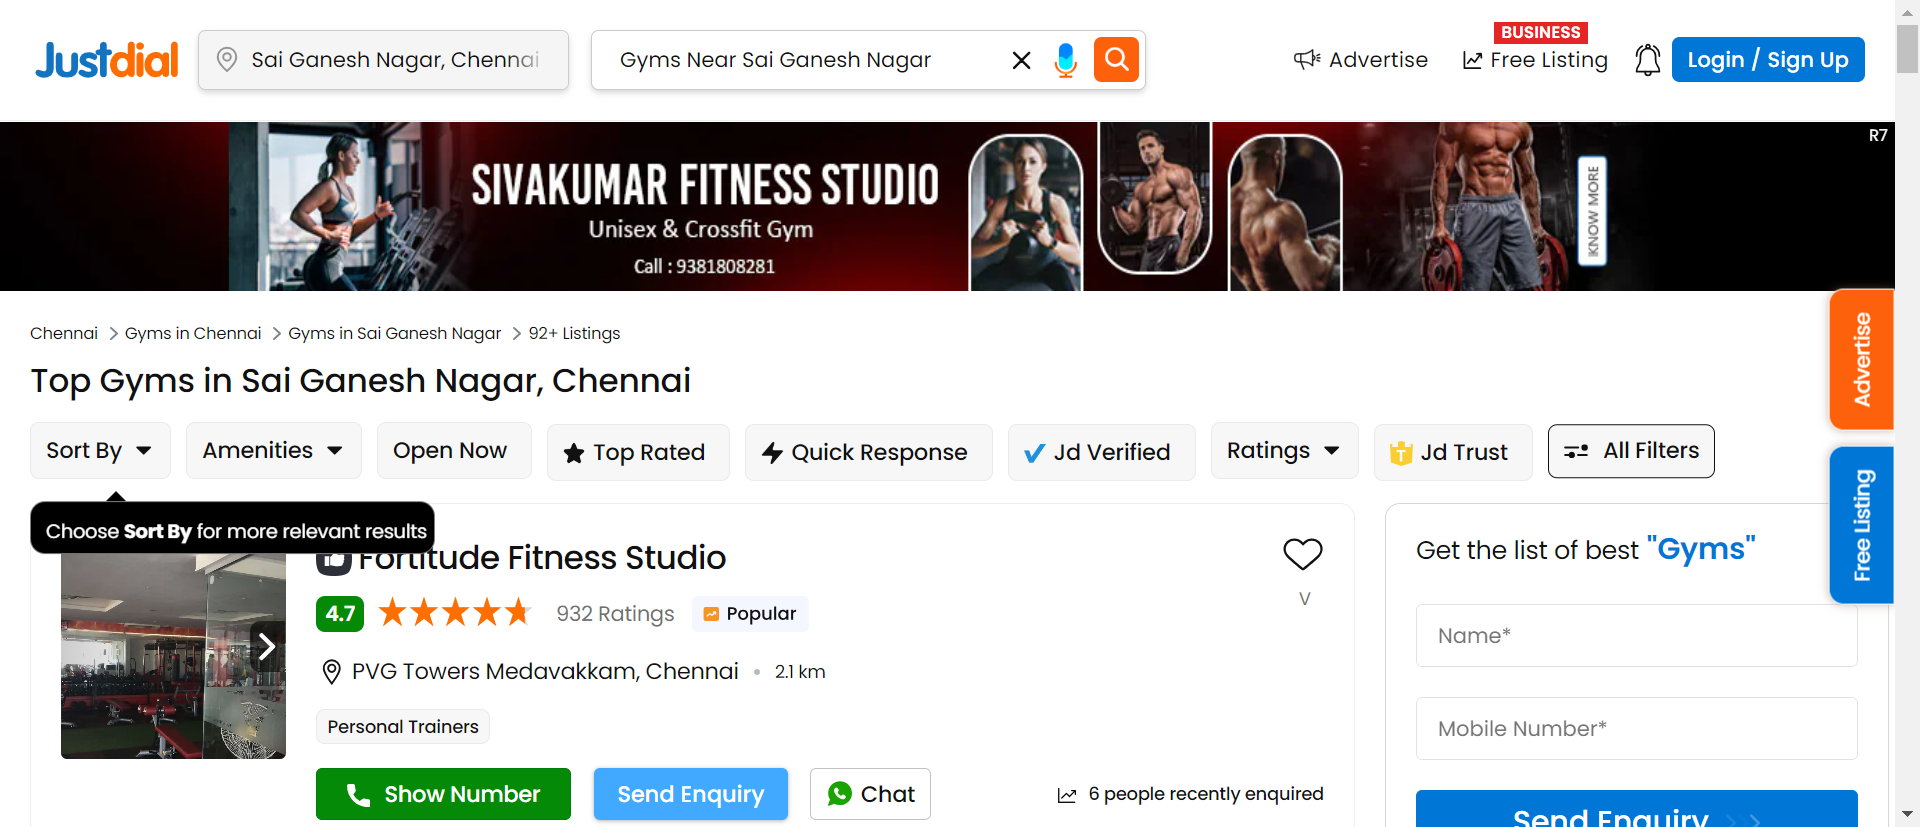 Justdial
Sai Ganesh Nagar, Chennai
Gyms Near Sai Ganesh Nagar
Advertise
BUSINESS
Free Listing
Login / Sign Up
R7
SIVAKUMAR FITNESS STUDIO
Unisex & Crossfit Gym
Call : 9381808281
KNOW MORE
Chennai > Gyms in Chennai > Gyms in Sai Ganesh Nagar > 92+ Listings
Top Gyms in Sai Ganesh Nagar, Chennai
Sort By
Amenities
Open Now
Top Rated
Quick Response
Jd Verified
Ratings
Jd Trust
All Filters
Choose Sort By for more relevant results
Fortitude Fitness Studio
4.7
932 Ratings
Popular
V
PVG Towers Medavakkam, Chennai • 2.1 km
Personal Trainers
Show Number
Send Enquiry
Chat
6 people recently enquired
Get the list of best "Gyms"
Name*
Mobile Number*
Send Enquiry
Advertise
Free Listing